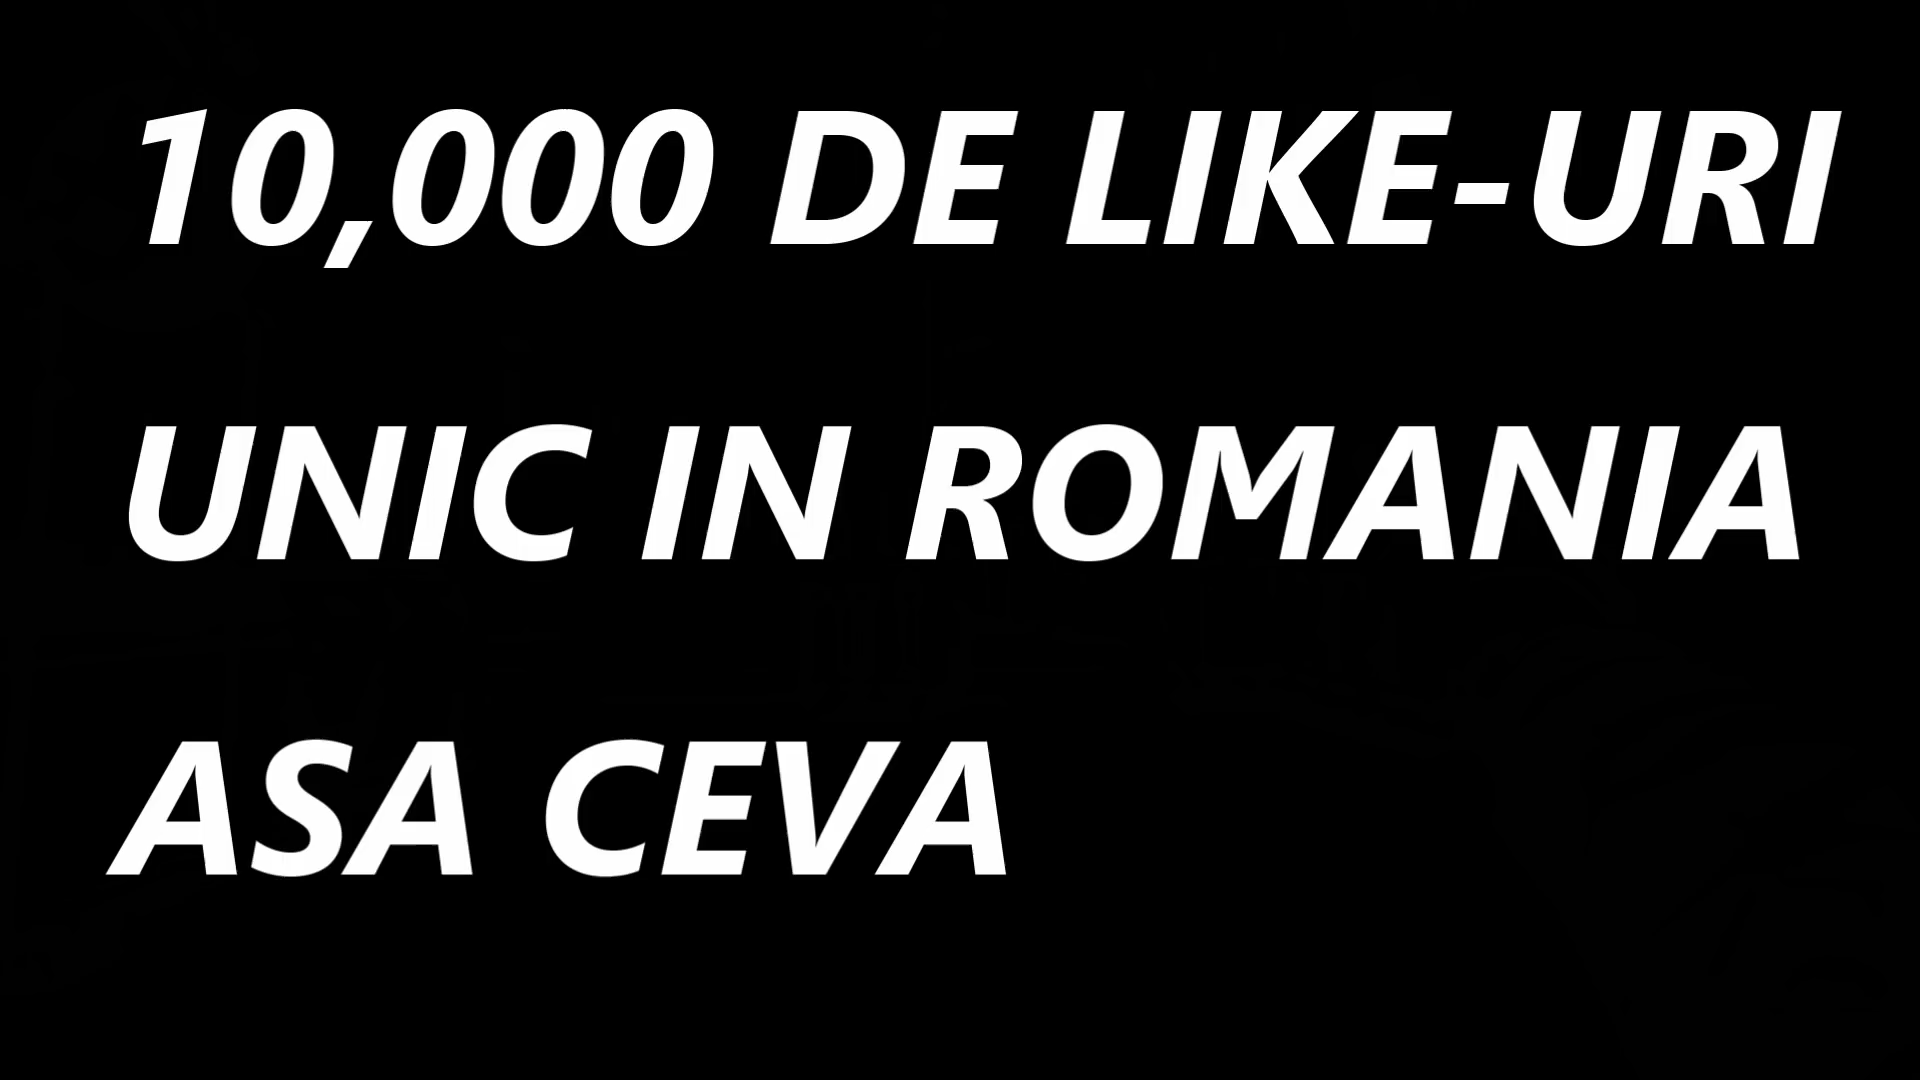 10,000 DE LIKE-URI
UNIC IN ROMANIA
ASA CEVA